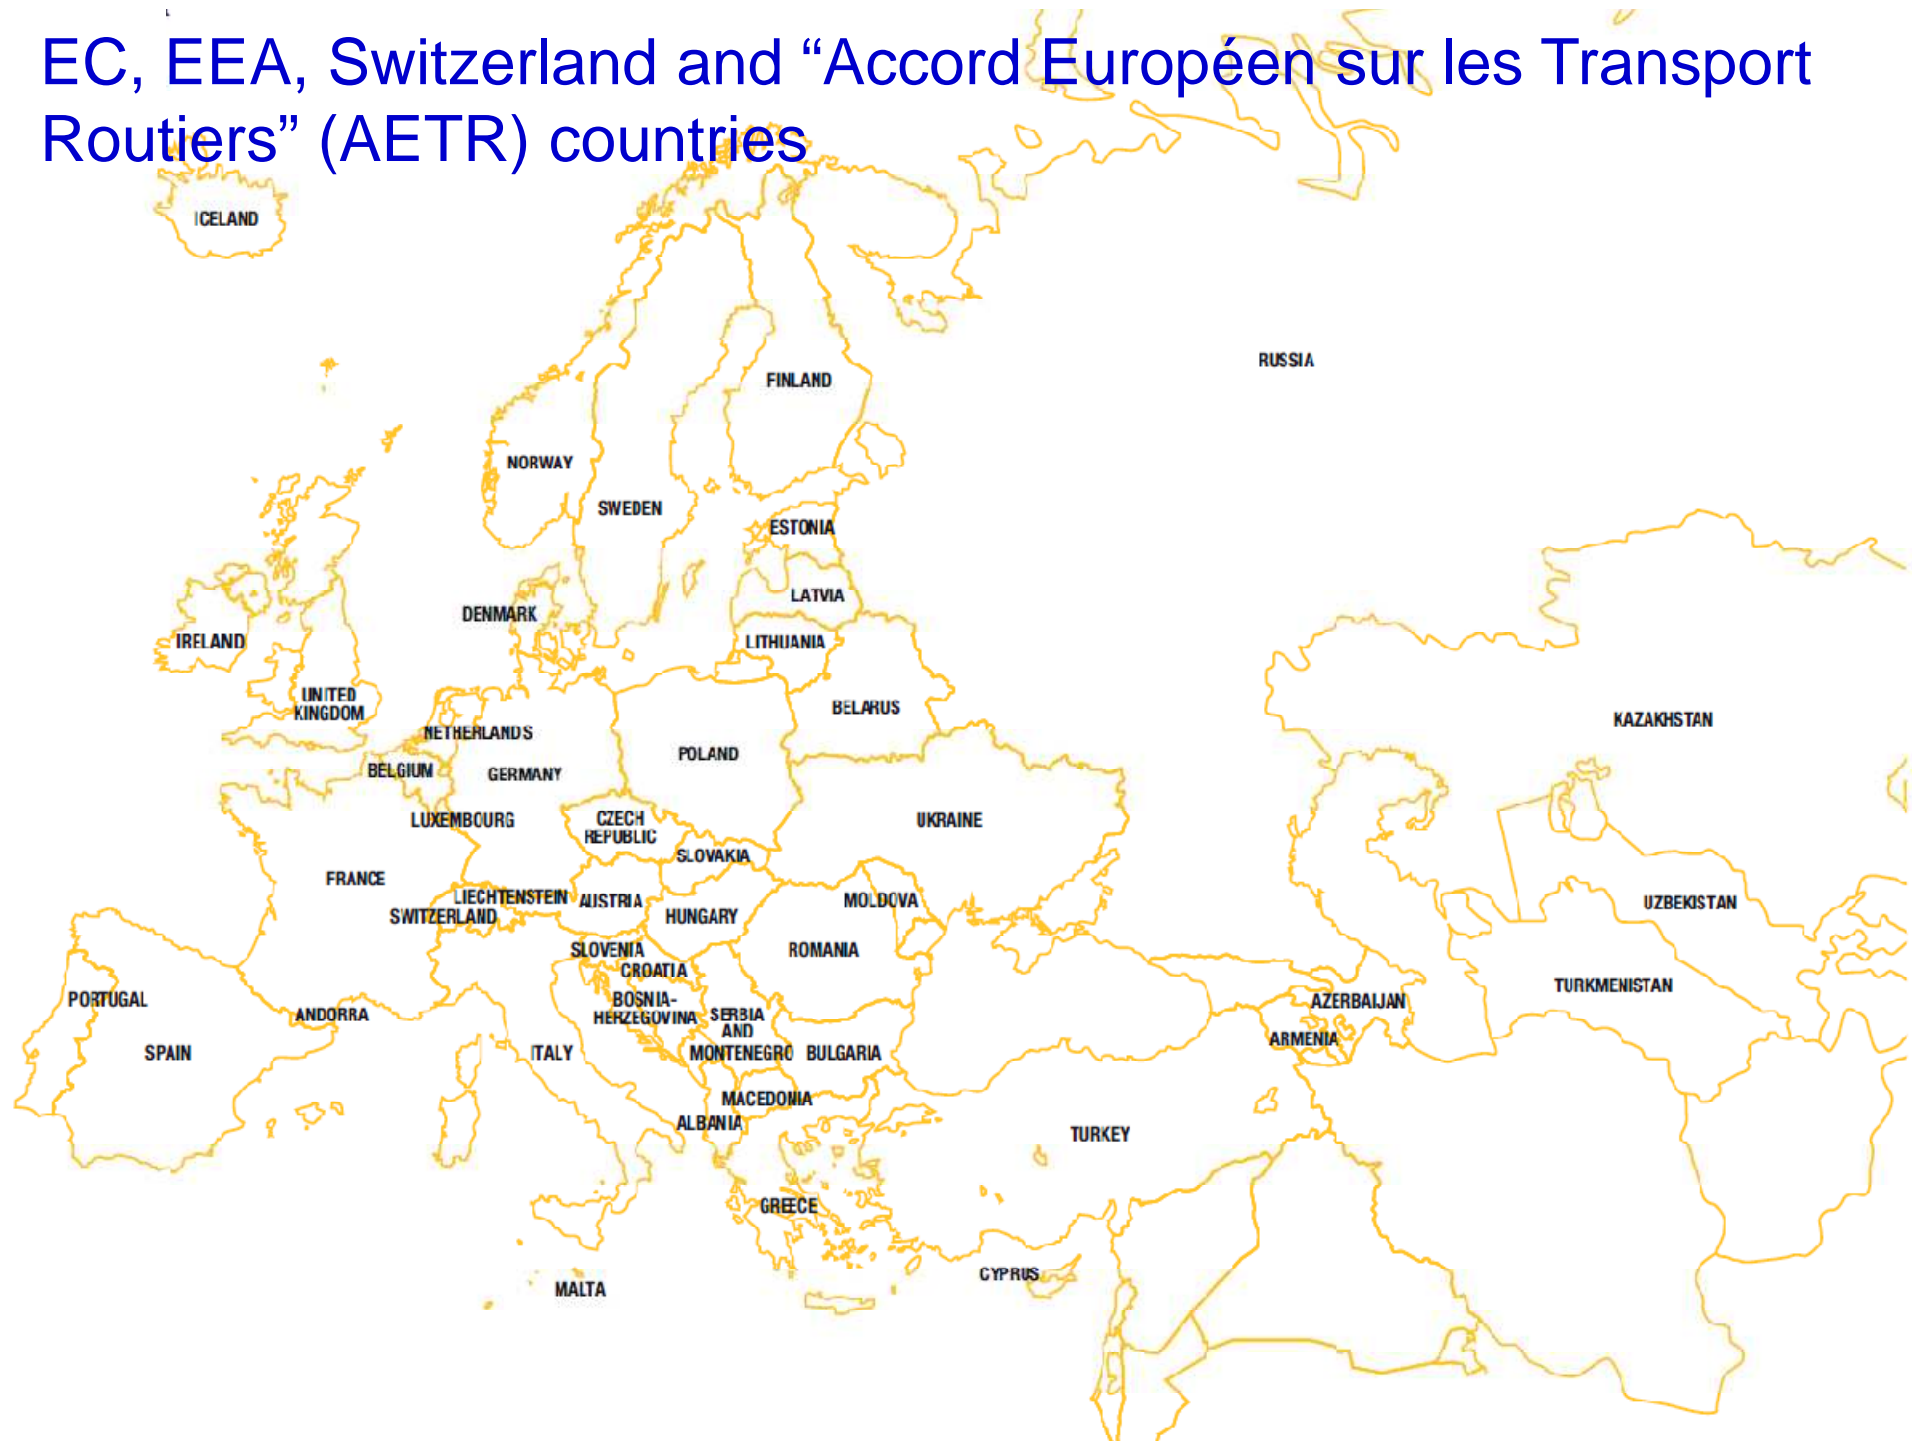 EC, EEA, Switzerland and “Accord Européen sur les Transport
Routiers” (AETR) countries
ICELAND
RUSSIA
FINLAND
NORWAY
SWEDEN
ESTONIA
LATVIA
DENMARK
LITHUANIA
IRELAND
UNITED
KINGDOM
BELARUS
KAZAKHSTAN
NETHERLANDS
POLAND
BELGIUM
GERMANY
LUXEMBOURG
CZECH
REPUBLIC
UKRAINE
SLOVAKIA
FRANCE
LIECHTENSTEIN
AUSTRIA
MOLDOVA
UZBEKISTAN
SWITZERLAND
HUNGARY
SLOVENIA
ROMANIA
CROATIA
TURKMENISTAN
PORTUGAL
BOSNIA-
HERZEGOVINA
AZERBAIJAN
ANDORRA
SERBIA
AND
MONTENEGRO
ARMENIA
SPAIN
ITALY
BULGARIA
MACEDONIA
ALBANIA
TURKEY
GREECE
CYPRUS
MALTA